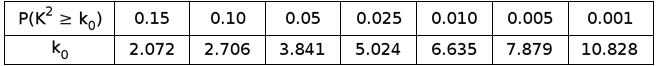 P(K² ≥ k₀) 0.15 0.10 0.05 0.025 0.010 0.005 0.001
k₀ 2.072 2.706 3.841 5.024 6.635 7.879 10.828